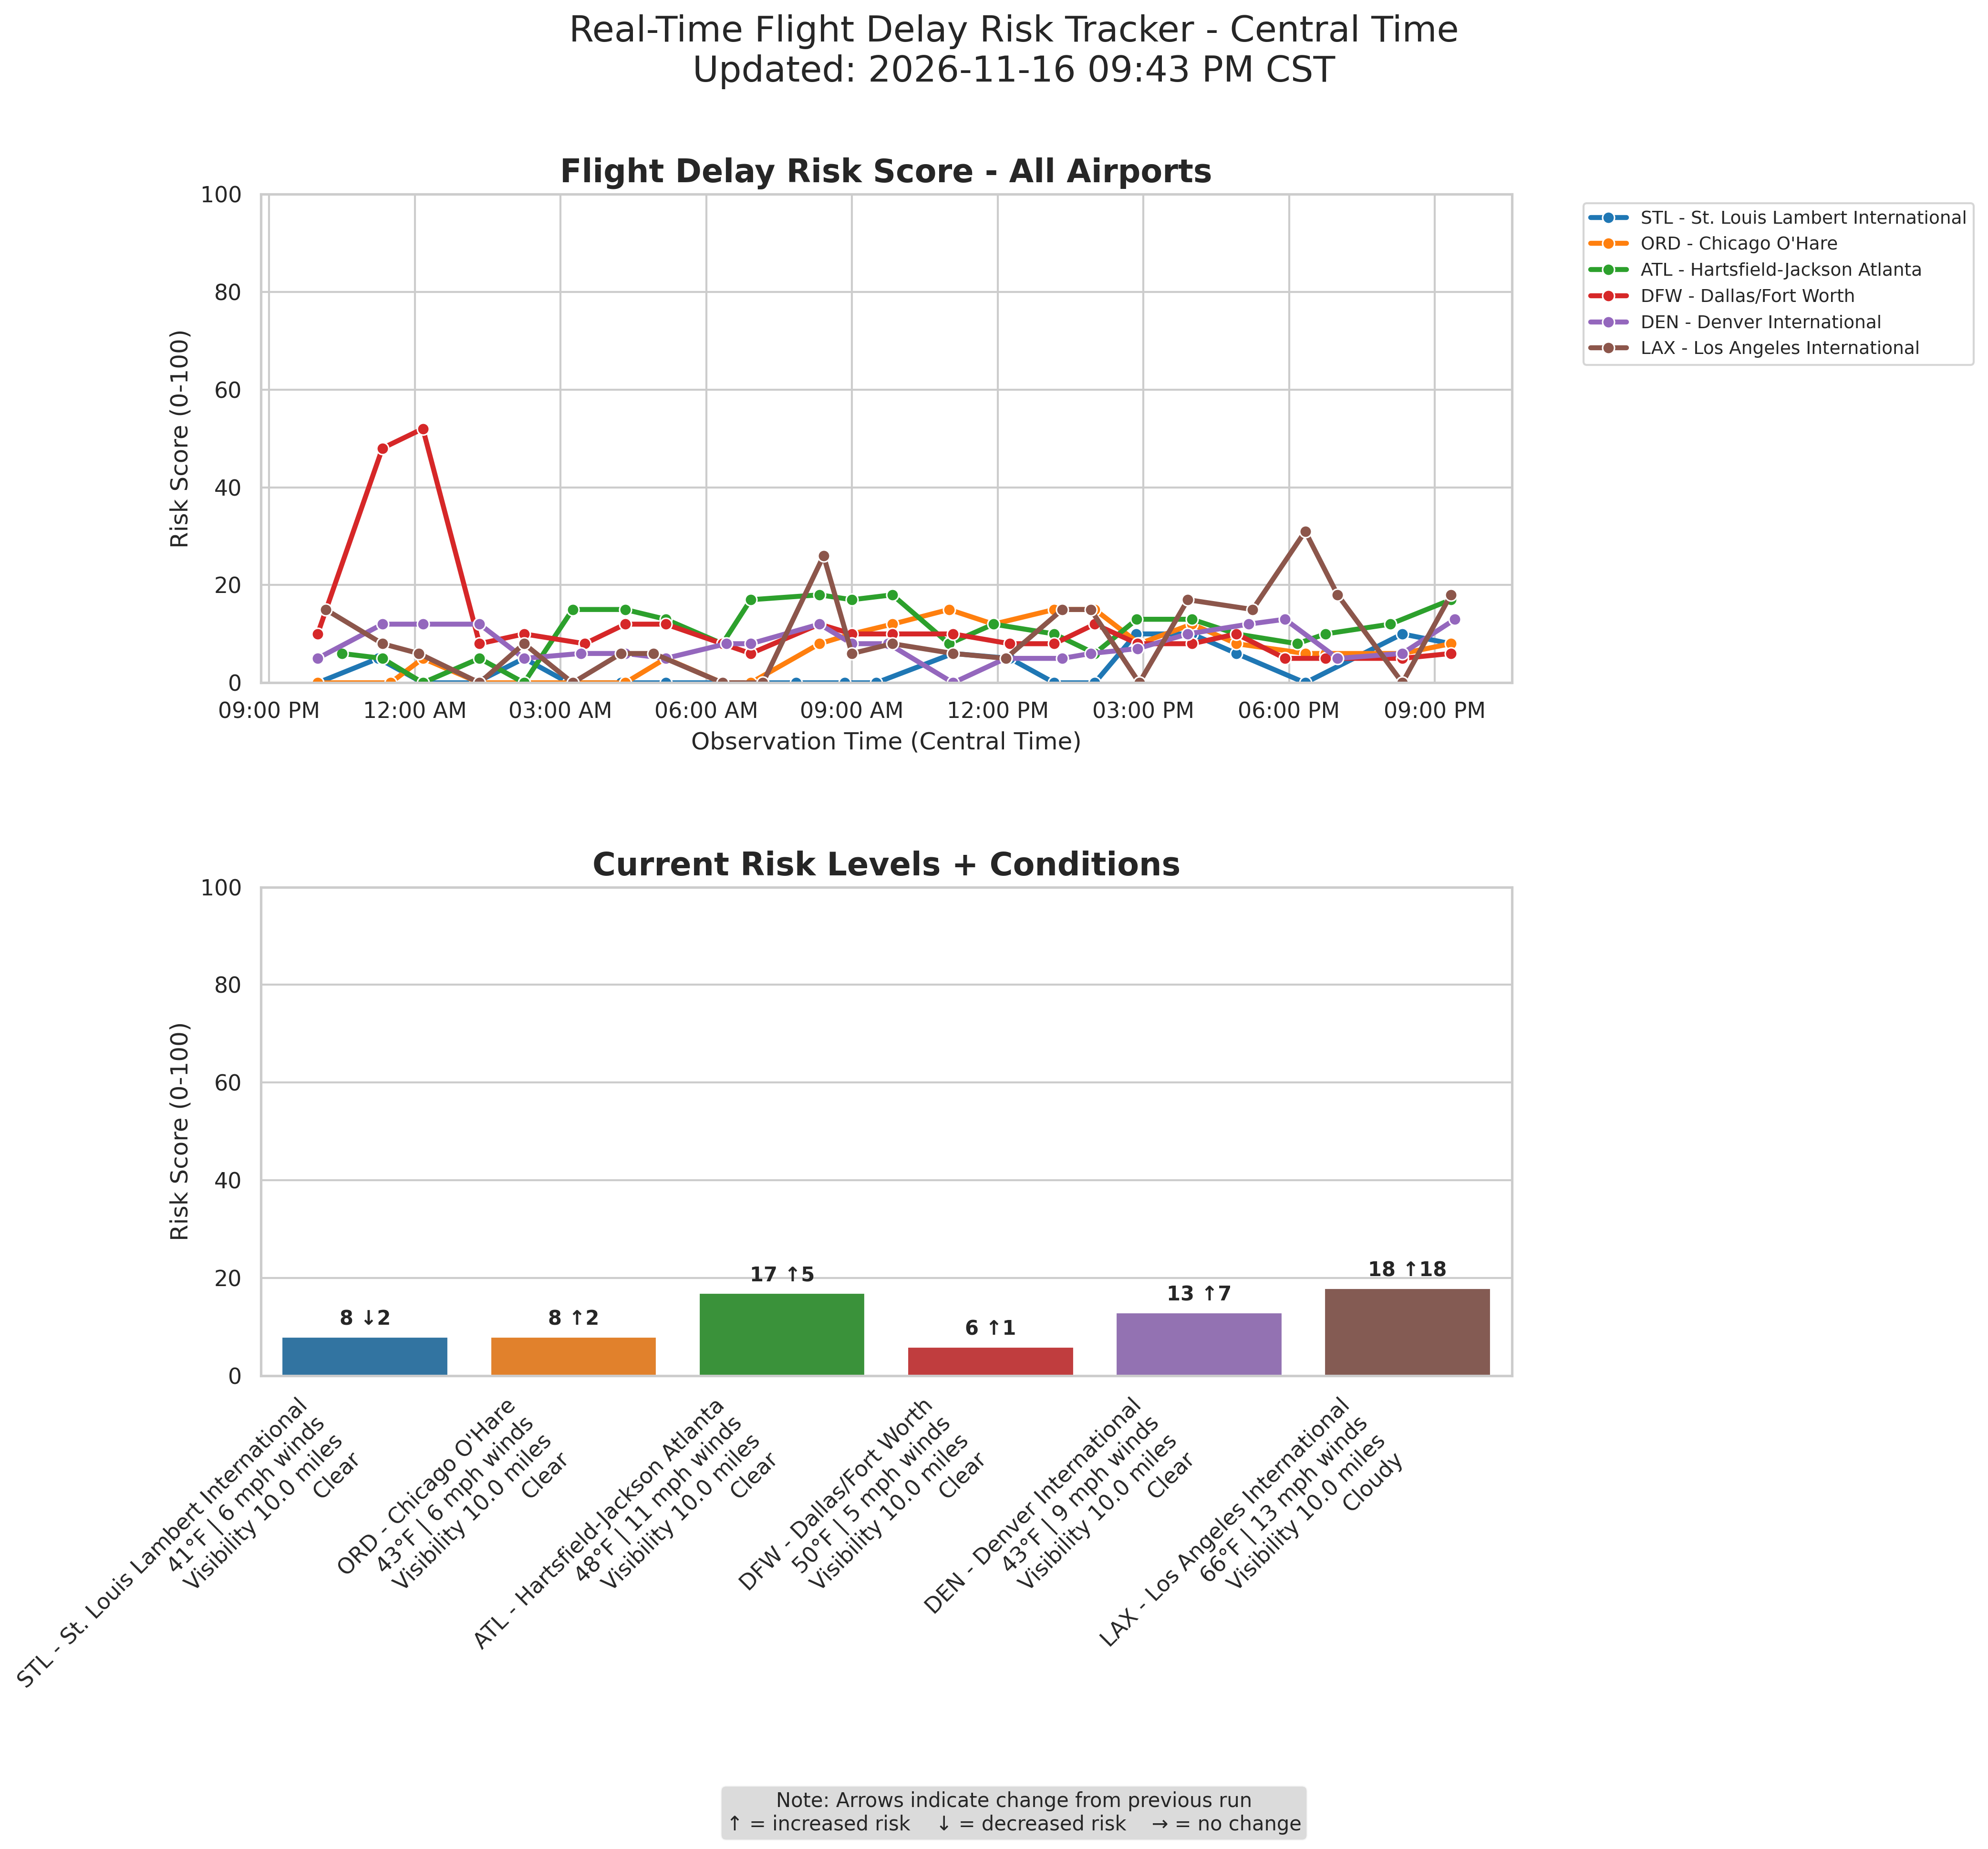 Real-Time Flight Delay Risk Tracker - Central Time
Updated: 2026-11-16 09:43 PM CST
Flight Delay Risk Score - All Airports
Risk Score (0-100)
100
80
60
40
20
0
09:00 PM
12:00 AM
03:00 AM
06:00 AM
09:00 AM
12:00 PM
03:00 PM
06:00 PM
09:00 PM
Observation Time (Central Time)
STL - St. Louis Lambert International
ORD - Chicago O'Hare
ATL - Hartsfield-Jackson Atlanta
DFW - Dallas/Fort Worth
DEN - Denver International
LAX - Los Angeles International
Current Risk Levels + Conditions
Risk Score (0-100)
100
80
60
40
20
0
8 ↓2
8 ↑2
17 ↑5
6 ↑1
13 ↑7
18 ↑18
STL - St. Louis Lambert International
41°F | 6 mph winds
Visibility 10.0 miles
Clear
ORD - Chicago O'Hare
43°F | 6 mph winds
Visibility 10.0 miles
Clear
ATL - Hartsfield-Jackson Atlanta
48°F | 11 mph winds
Visibility 10.0 miles
Clear
DFW - Dallas/Fort Worth
50°F | 5 mph winds
Visibility 10.0 miles
Clear
DEN - Denver International
43°F | 9 mph winds
Visibility 10.0 miles
Clear
LAX - Los Angeles International
66°F | 13 mph winds
Visibility 10.0 miles
Cloudy
Note: Arrows indicate change from previous run
↑ = increased risk ↓ = decreased risk → = no change